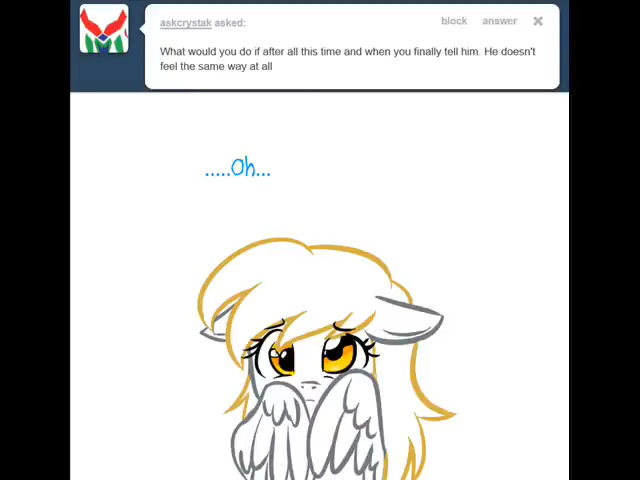 askcrystak asked:
block answer ✖
What would you do if after all this time and when you finally tell him. He doesn't
feel the same way at all
.....Oh...